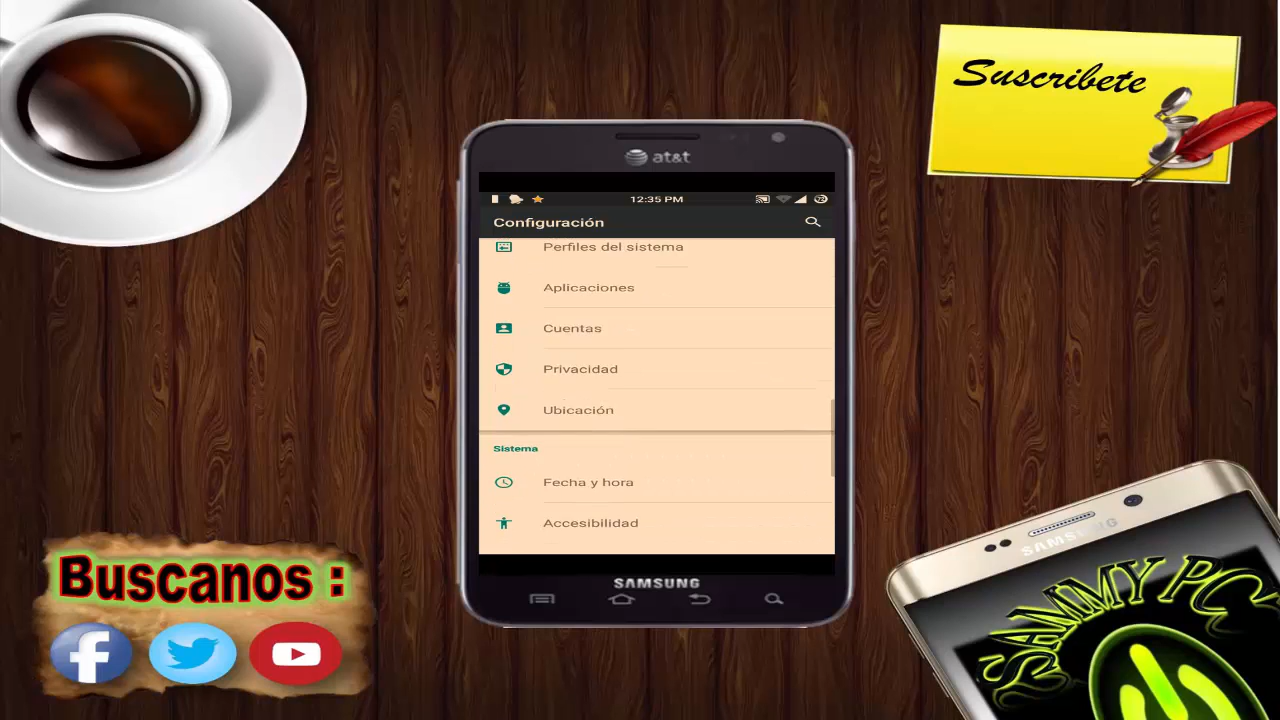 Suscribete
at&t
12:35 PM
72
Configuración
Perfiles del sistema
Aplicaciones
Cuentas
Privacidad
Ubicación
Sistema
Fecha y hora
Accesibilidad
SAMSUNG
Buscanos :
SAMSUNG
SAMMY PC